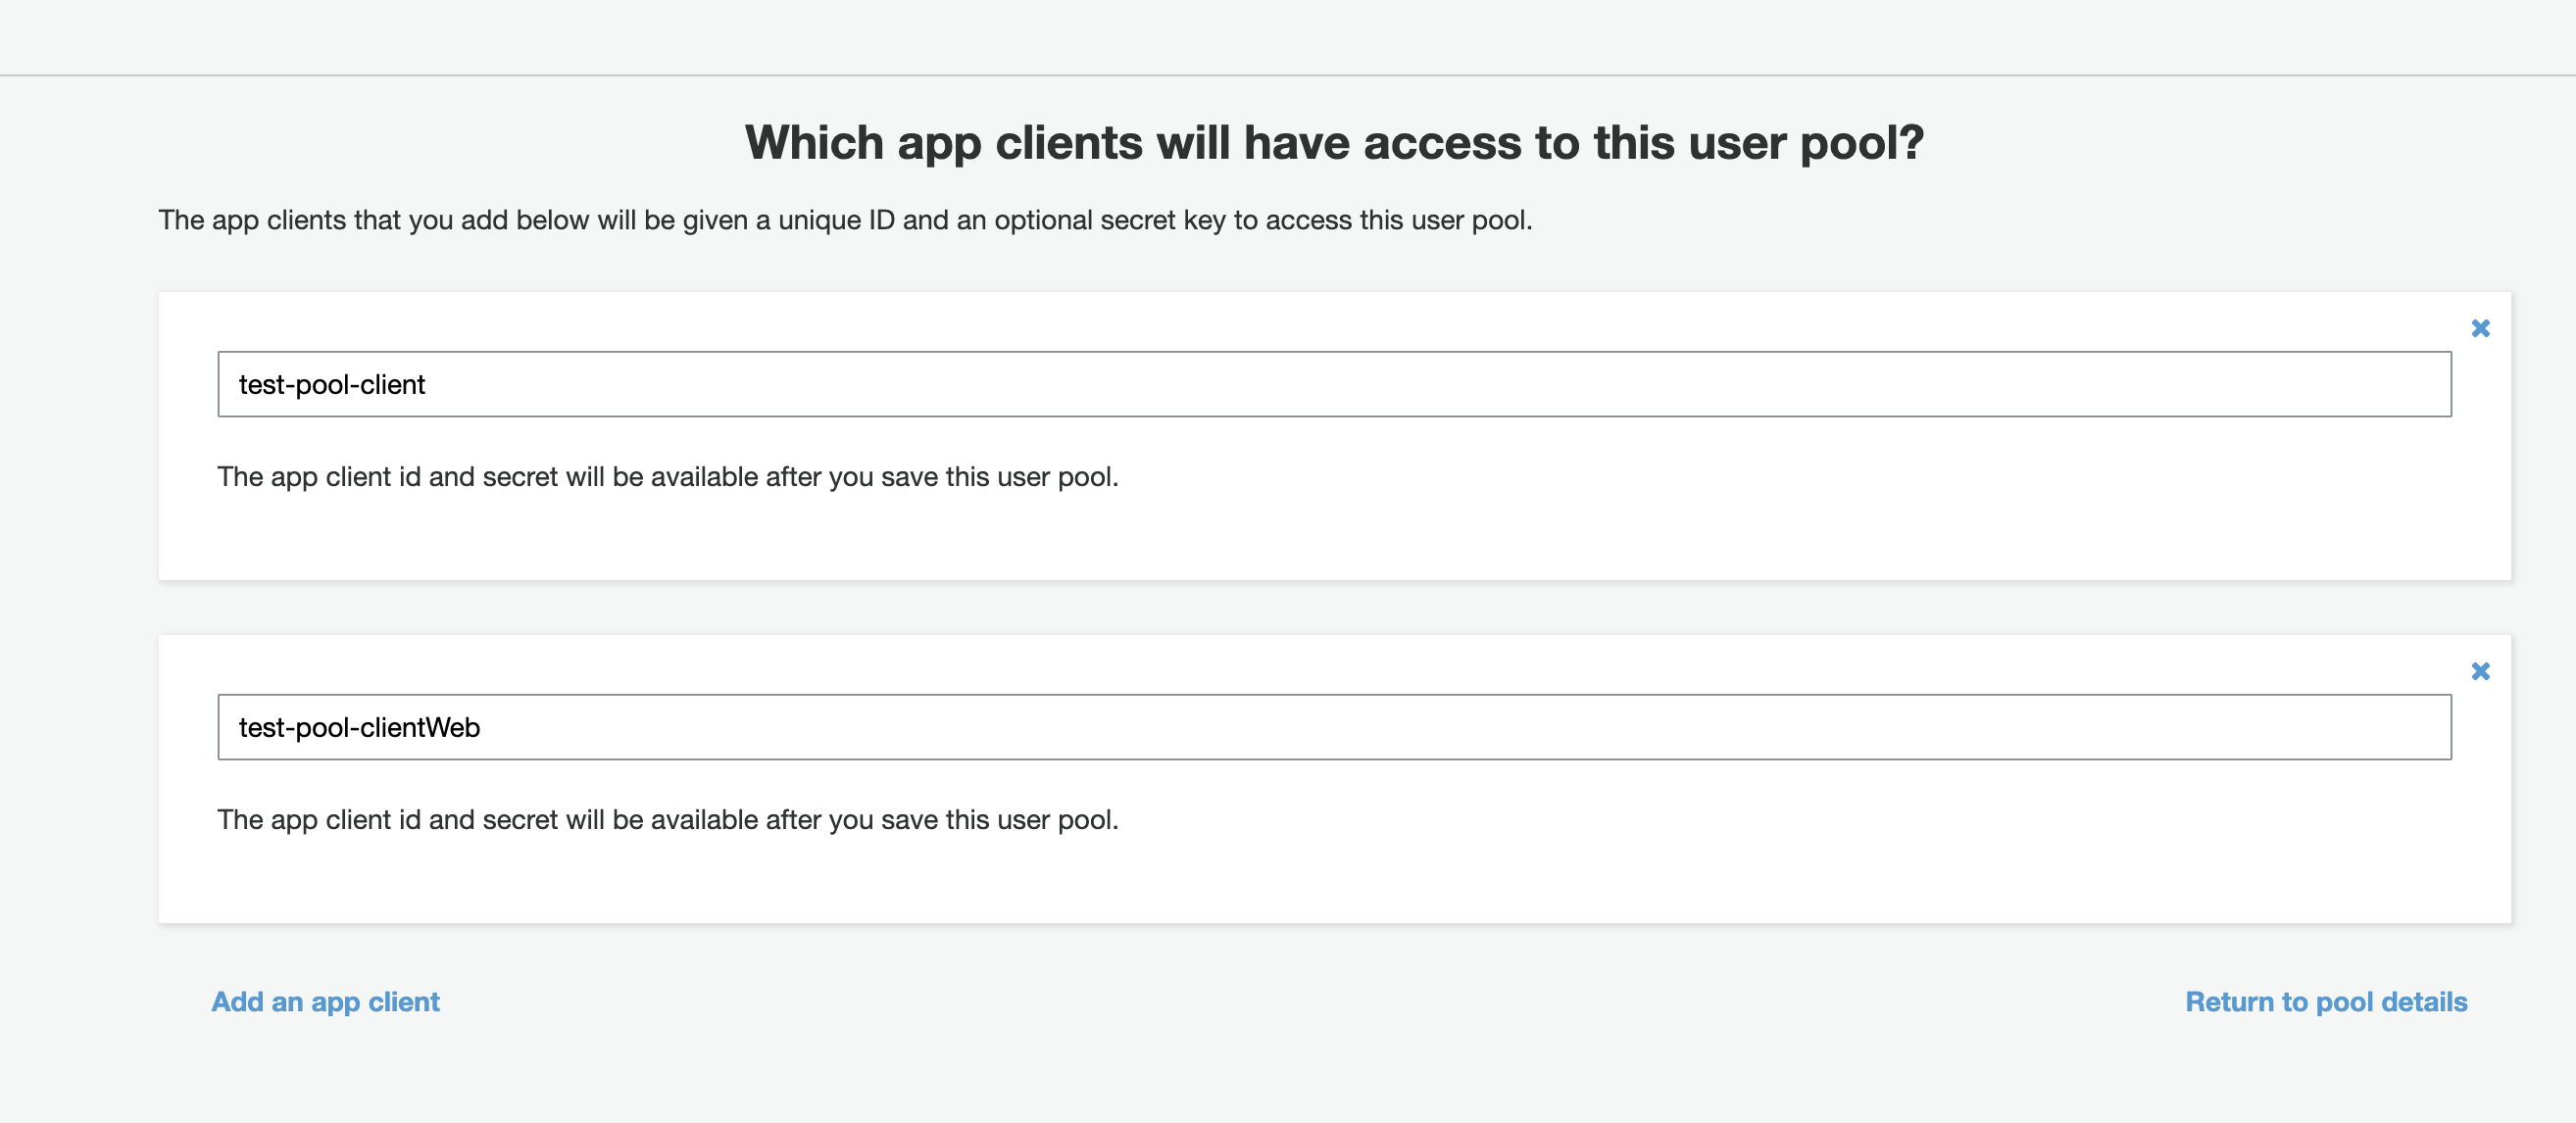 Which app clients will have access to this user pool?
The app clients that you add below will be given a unique ID and an optional secret key to access this user pool.
test-pool-client
The app client id and secret will be available after you save this user pool.
test-pool-clientWeb
The app client id and secret will be available after you save this user pool.
Add an app client
Return to pool details